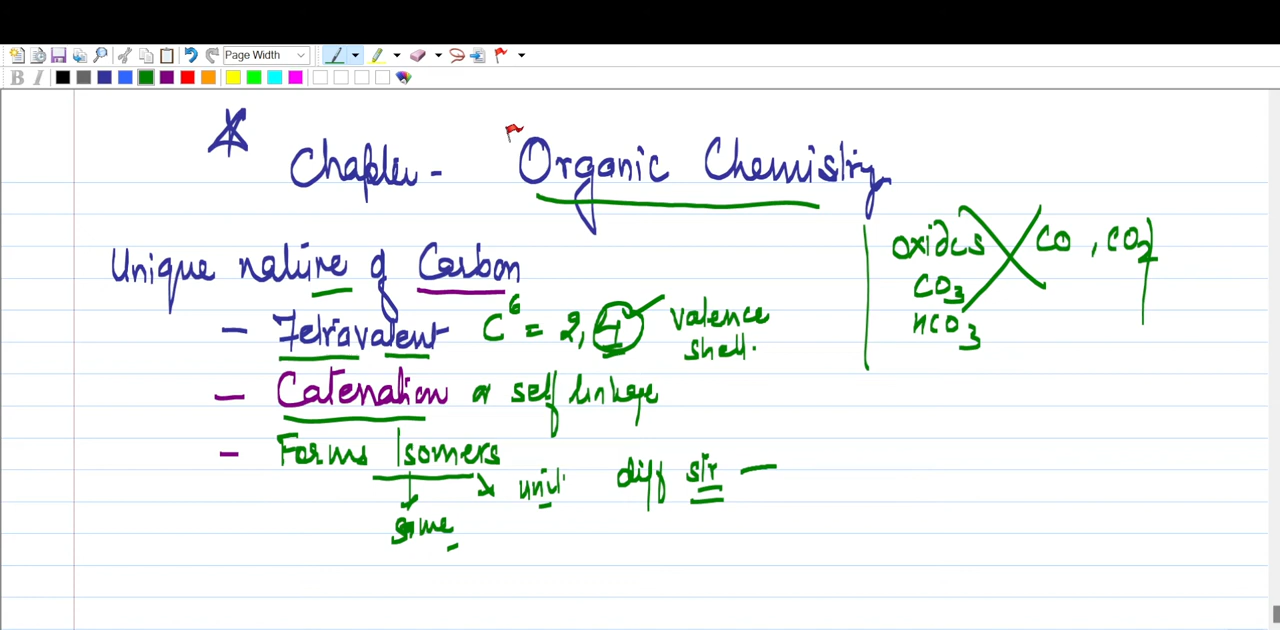 Page Width
B I
Chapter - Organic Chemistry
oxides CO , CO2
CO3
HCO3
Unique nature of Carbon
- Tetravalent C6 = 2, 4 valence shell.
- Catenation or self linkage
- Forms Isomers
unit diff str —
same